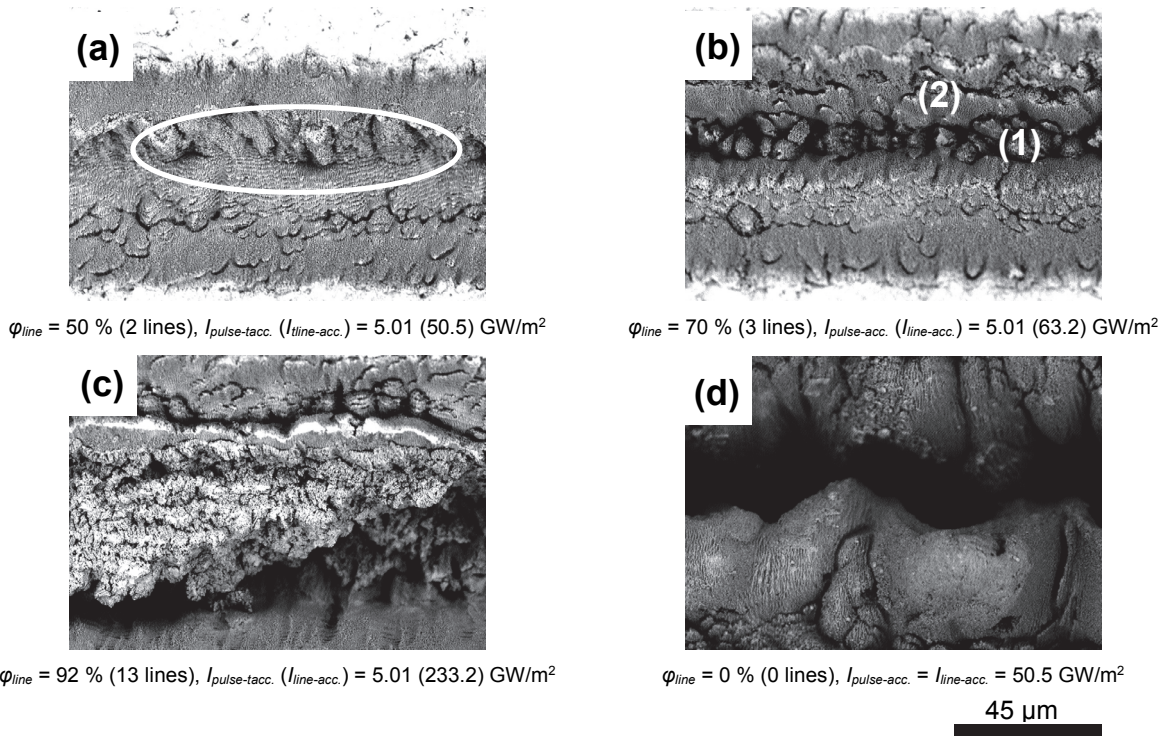 (a)
(b)
(2)
(1)
φline = 50 % (2 lines), Ipulse-tacc. (Itline-acc.) = 5.01 (50.5) GW/m2
φline = 70 % (3 lines), Ipulse-tacc. (Iline-acc.) = 5.01 (63.2) GW/m2
(c)
(d)
φline = 92 % (13 lines), Ipulse-tacc. (Iline-acc.) = 5.01 (233.2) GW/m2
φline = 0 % (0 lines), Ipulse-acc. = Iline-acc. = 50.5 GW/m2
45 μm